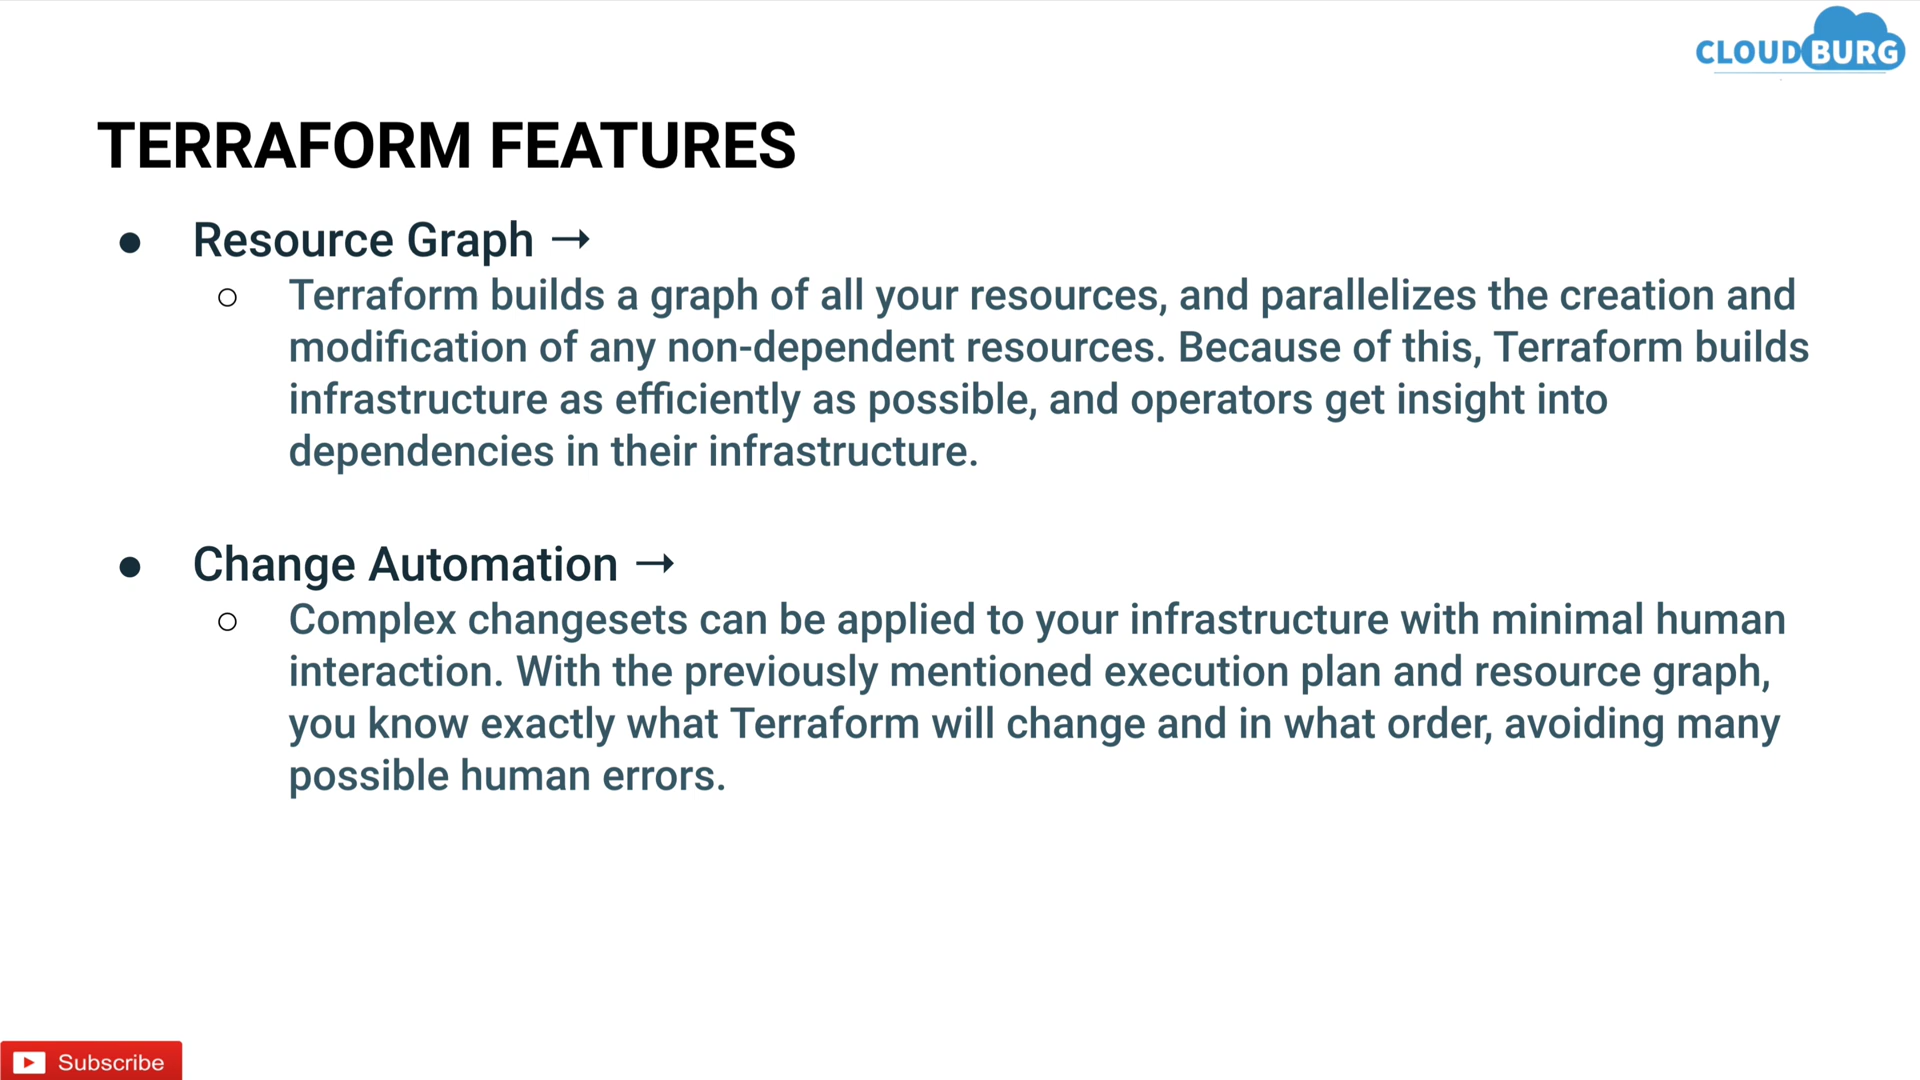 CLOUDBURG
TERRAFORM FEATURES
● Resource Graph →
○ Terraform builds a graph of all your resources, and parallelizes the creation and
modification of any non-dependent resources. Because of this, Terraform builds
infrastructure as efficiently as possible, and operators get insight into
dependencies in their infrastructure.
● Change Automation →
○ Complex changesets can be applied to your infrastructure with minimal human
interaction. With the previously mentioned execution plan and resource graph,
you know exactly what Terraform will change and in what order, avoiding many
possible human errors.
Subscribe